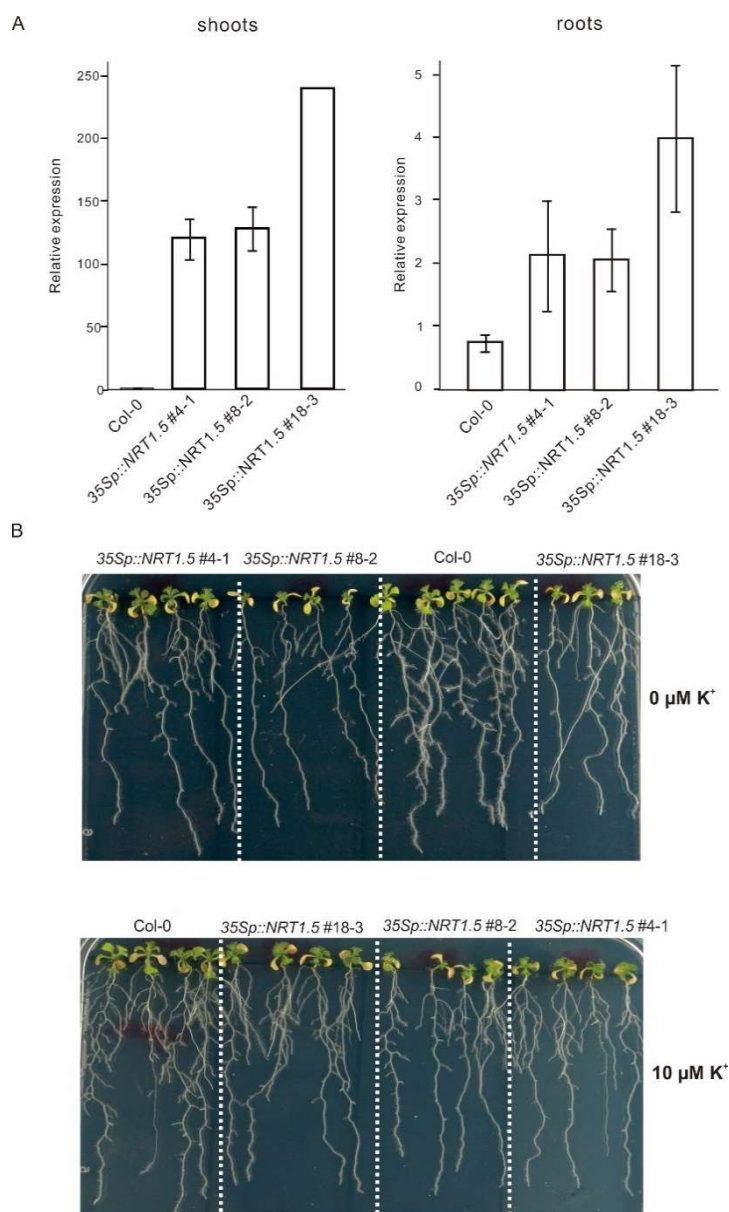 A
shoots
roots
Relative expression
250
200
150
100
50
0
Col-0
35Sp::NRT1.5 #4-1
35Sp::NRT1.5 #8-2
35Sp::NRT1.5 #18-3
Relative expression
5
4
3
2
1
0
Col-0
35Sp::NRT1.5 #4-1
35Sp::NRT1.5 #8-2
35Sp::NRT1.5 #18-3
B
35Sp::NRT1.5 #4-1 35Sp::NRT1.5 #8-2 Col-0 35Sp::NRT1.5 #18-3
0 µM K⁺
Col-0 35Sp::NRT1.5 #18-3 35Sp::NRT1.5 #8-2 35Sp::NRT1.5 #4-1
10 µM K⁺